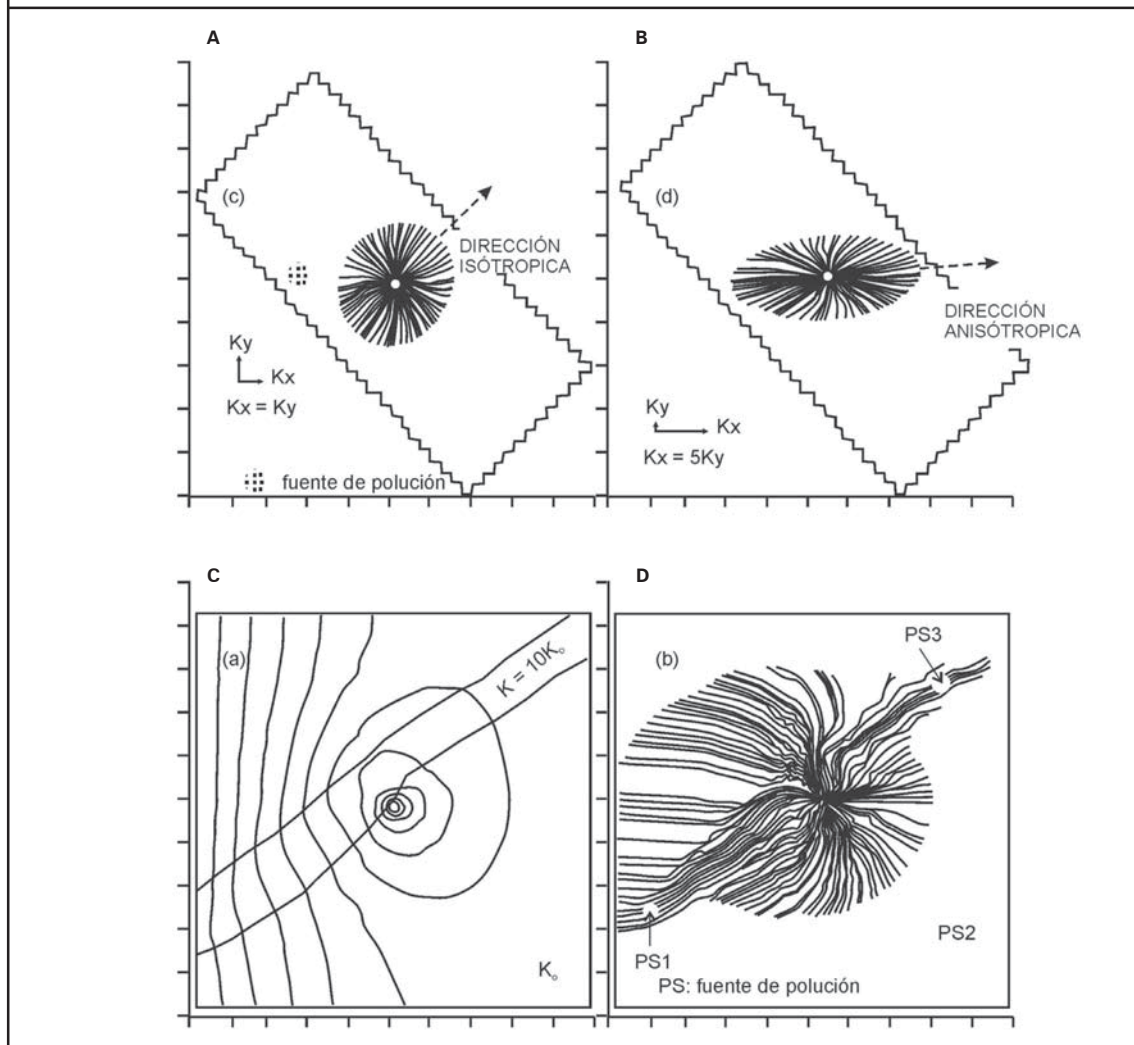 A
B
(c)
DIRECCIÓN
ISÓTROPICA
Ky
Kx
Kx = Ky
fuente de polución
(d)
DIRECCIÓN
ANISÓTROPICA
Ky
Kx
Kx = 5Ky
C
D
(a)
K = 10K₀
K₀
(b)
PS3
PS2
PS1
PS: fuente de polución